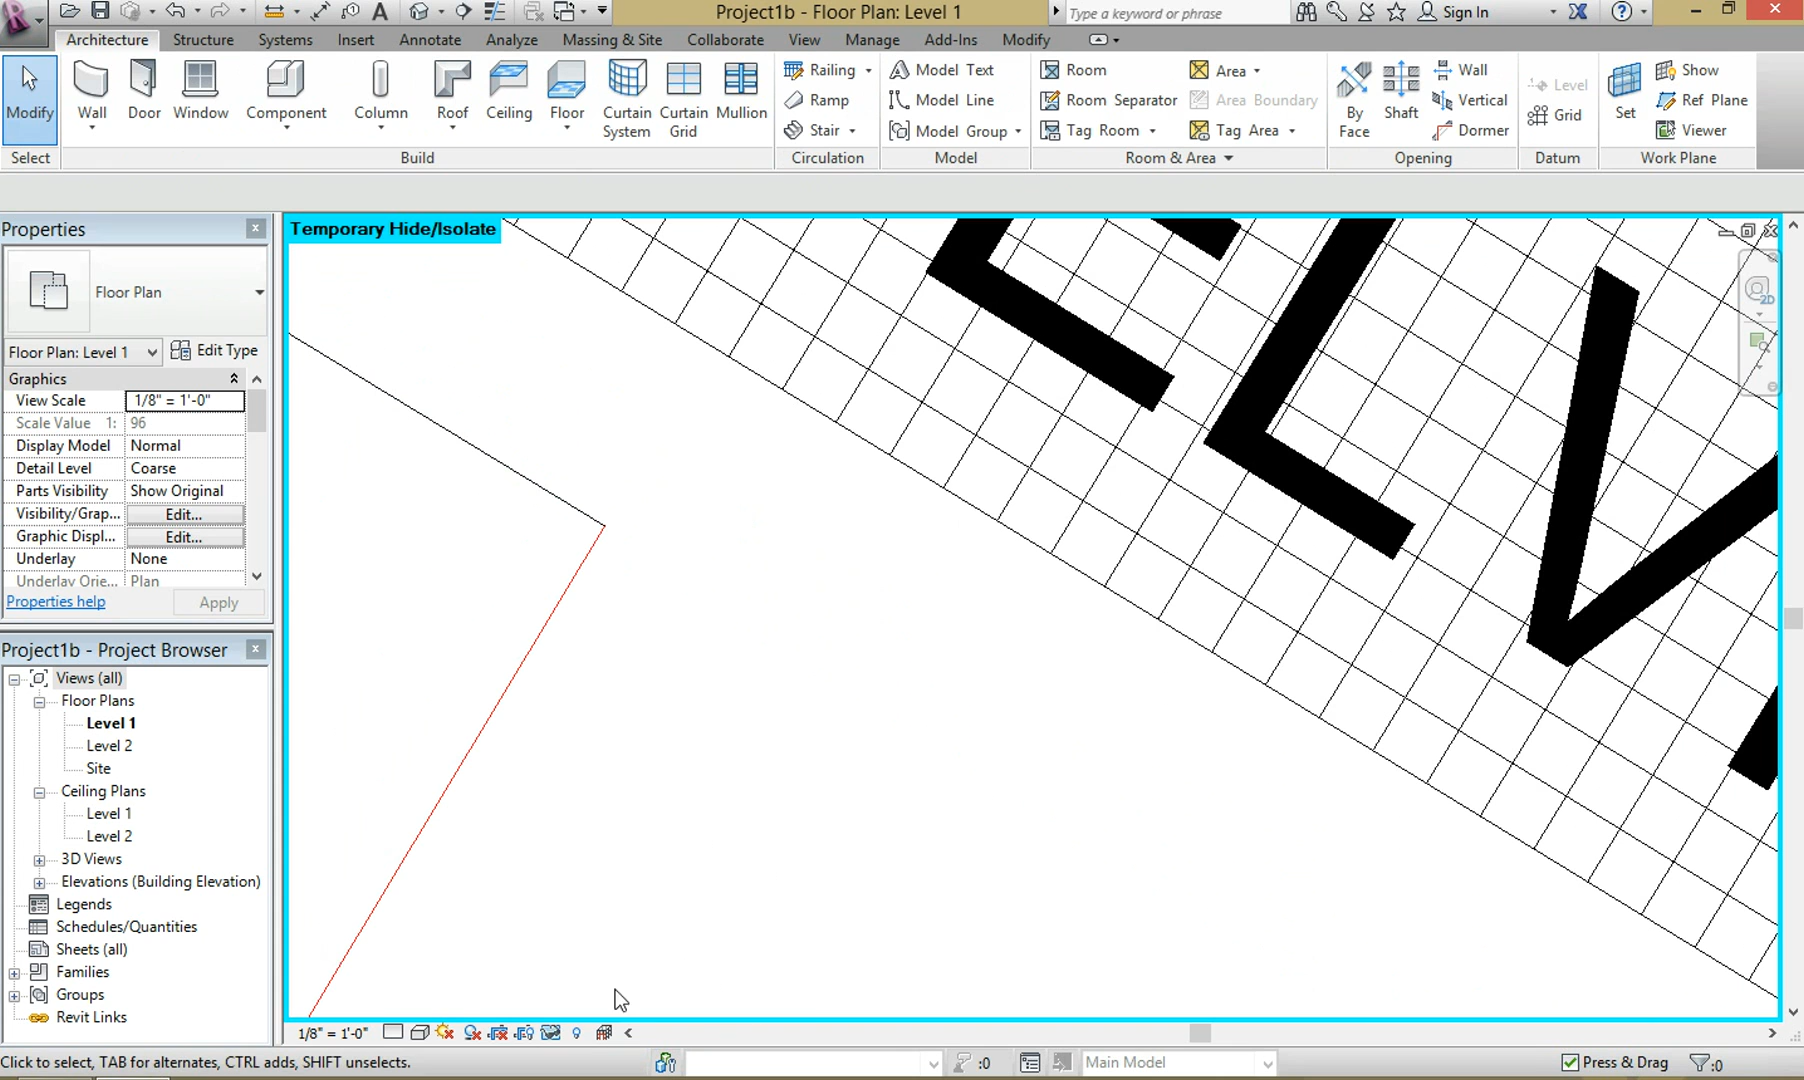 Project1b - Floor Plan: Level 1
Type a keyword or phrase
Sign In
Architecture
Structure
Systems
Insert
Annotate
Analyze
Massing & Site
Collaborate
View
Manage
Add-Ins
Modify
Modify
Wall
Door
Window
Component
Column
Roof
Ceiling
Floor
Curtain System
Curtain Grid
Mullion
Railing
Ramp
Stair
Model Text
Model Line
Model Group
Room
Room Separator
Tag Room
Area
Area Boundary
Tag Area
By Face
Shaft
Wall
Vertical
Dormer
Level
Grid
Set
Show
Ref Plane
Viewer
Select
Build
Circulation
Model
Room & Area
Opening
Datum
Work Plane
Properties
Temporary Hide/Isolate
Floor Plan
2D
Floor Plan: Level 1
Edit Type
Graphics
View Scale 1/8" = 1'-0"
Scale Value 1: 96
Display Model Normal
Detail Level Coarse
Parts Visibility Show Original
Visibility/Grap... Edit...
Graphic Displ... Edit...
Underlay None
Underlay Orie... Plan
Properties help
Apply
Project1b - Project Browser
Views (all)
Floor Plans
Level 1
Level 2
Site
Ceiling Plans
Level 1
Level 2
3D Views
Elevations (Building Elevation)
Legends
Schedules/Quantities
Sheets (all)
Families
Groups
Revit Links
1/8" = 1'-0"
Click to select, TAB for alternates, CTRL adds, SHIFT unselects.
:0
Main Model
Press & Drag
:0